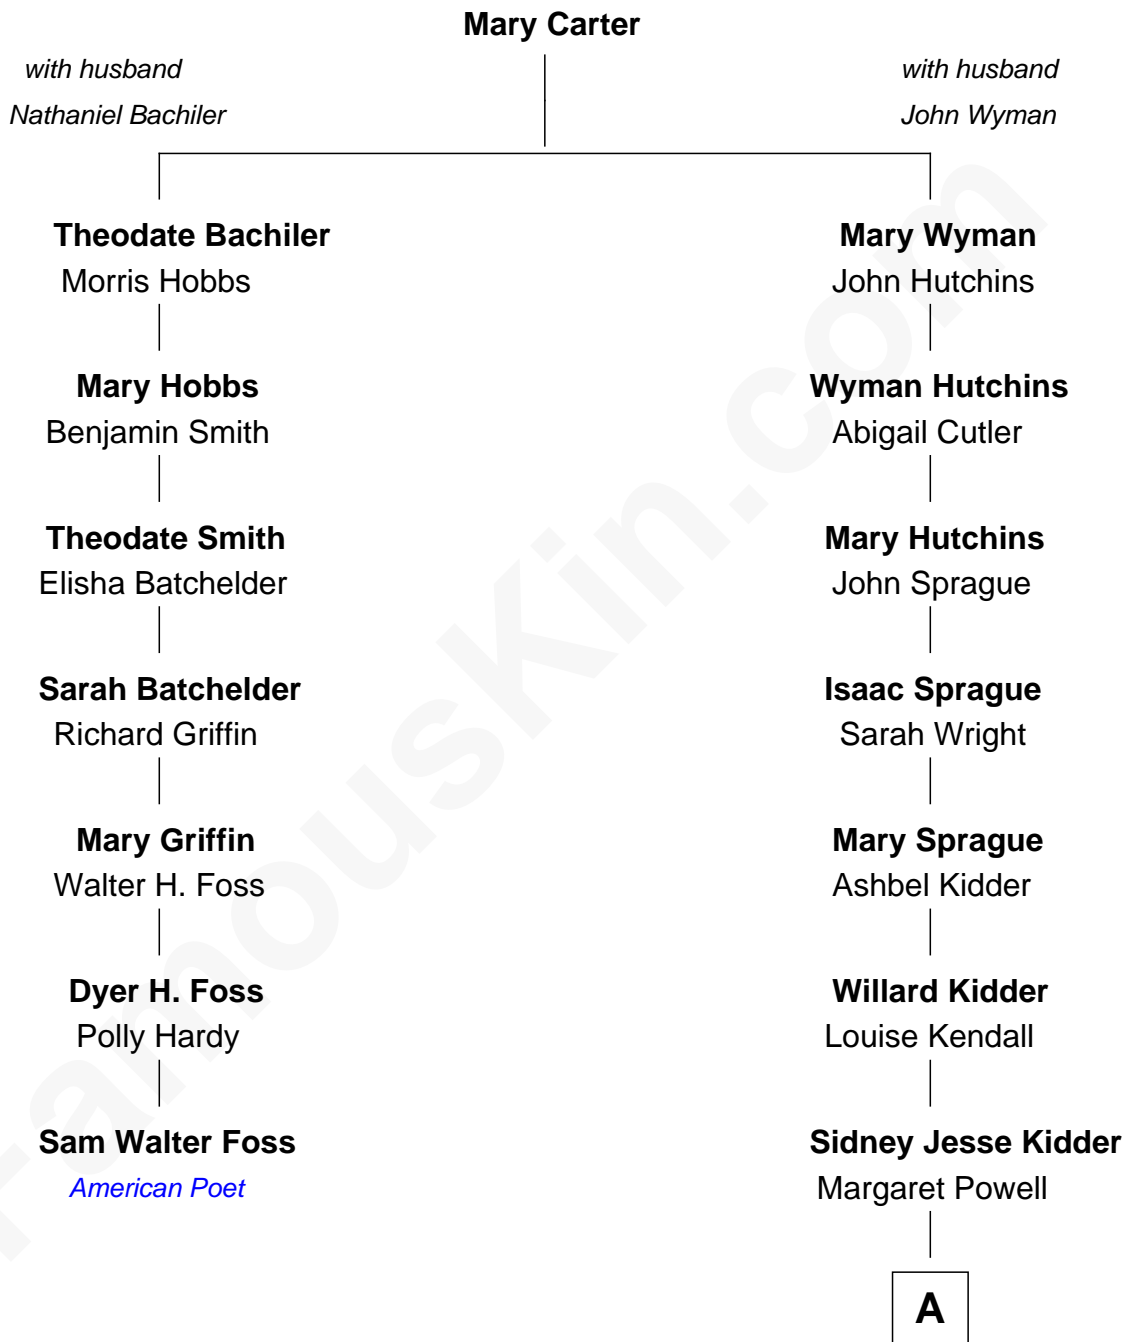 Mary Carter
with husband
Nathaniel Bachiler
with husband
John Wyman
Theodate Bachiler
Morris Hobbs
Mary Wyman
John Hutchins
Mary Hobbs
Benjamin Smith
Wyman Hutchins
Abigail Cutler
Theodate Smith
Elisha Batchelder
Mary Hutchins
John Sprague
Sarah Batchelder
Richard Griffin
Isaac Sprague
Sarah Wright
Mary Griffin
Walter H. Foss
Mary Sprague
Ashbel Kidder
Dyer H. Foss
Polly Hardy
Willard Kidder
Louise Kendall
Sam Walter Foss
American Poet
Sidney Jesse Kidder
Margaret Powell
A
FamousKin.com